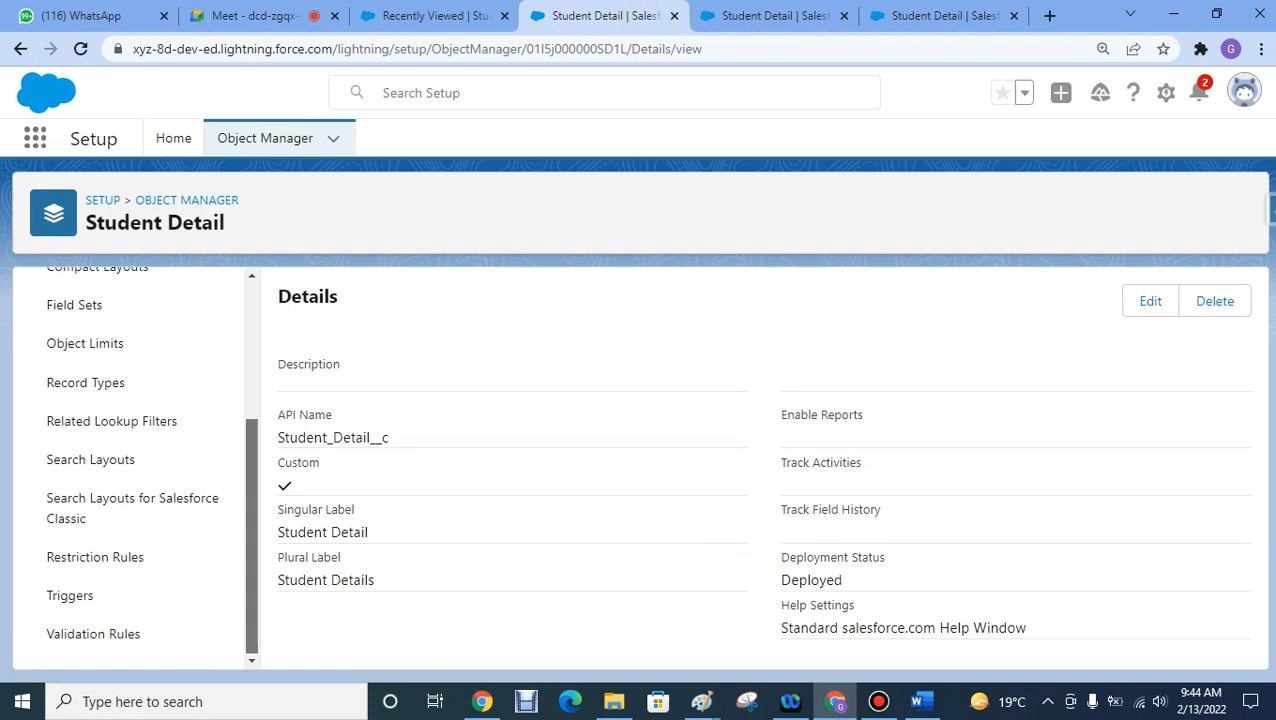 (116) WhatsApp
Meet - dcd-zgqx-
Recently Viewed | Stu
Student Detail | Salesf
Student Detail | Salesf
Student Detail | Salesf
xyz-8d-dev-ed.lightning.force.com/lightning/setup/ObjectManager/01I5j000000SD1L/Details/view
G
Search Setup
2
Setup
Home
Object Manager
SETUP > OBJECT MANAGER
Student Detail
Compact Layouts
Field Sets
Object Limits
Record Types
Related Lookup Filters
Search Layouts
Search Layouts for Salesforce
Classic
Restriction Rules
Triggers
Validation Rules
Details
Edit
Delete
Description
API Name
Student_Detail__c
Custom
Singular Label
Student Detail
Plural Label
Student Details
Enable Reports
Track Activities
Track Field History
Deployment Status
Deployed
Help Settings
Standard salesforce.com Help Window
Type here to search
19°C
9:44 AM
2/13/2022